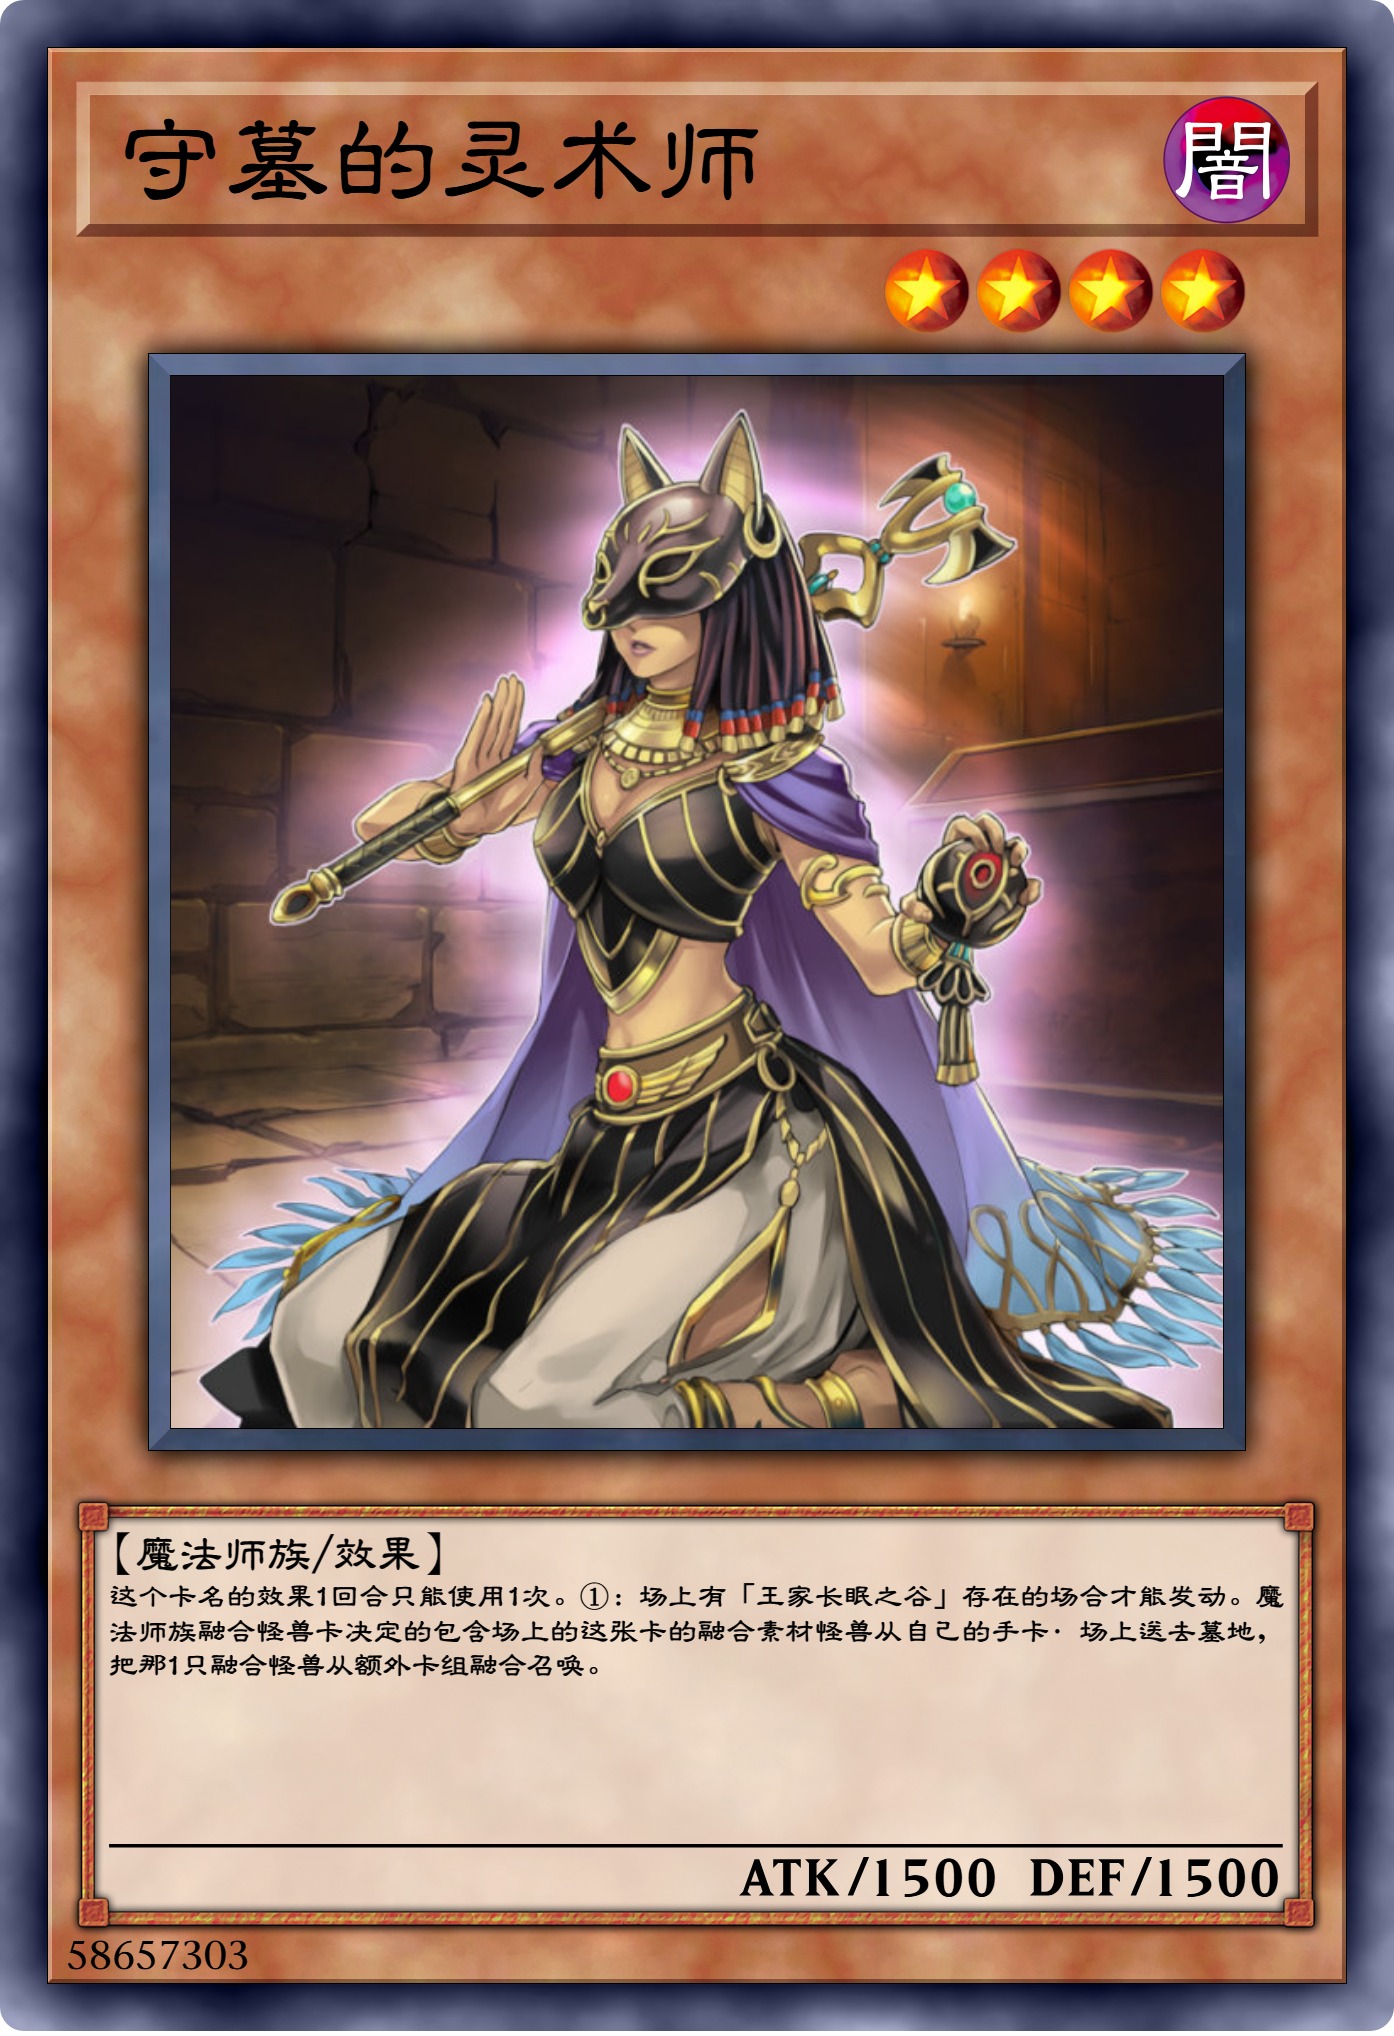 守墓的灵术师
闇
【魔法师族/效果】
这个卡名的效果1回合只能使用1次。①：场上有「王家长眠之谷」存在的场合才能发动。魔
法师族融合怪兽卡决定的包含场上的这张卡的融合素材怪兽从自己的手卡·场上送去墓地，
把那1只融合怪兽从额外卡组融合召唤。
ATK/1500 DEF/1500
58657303